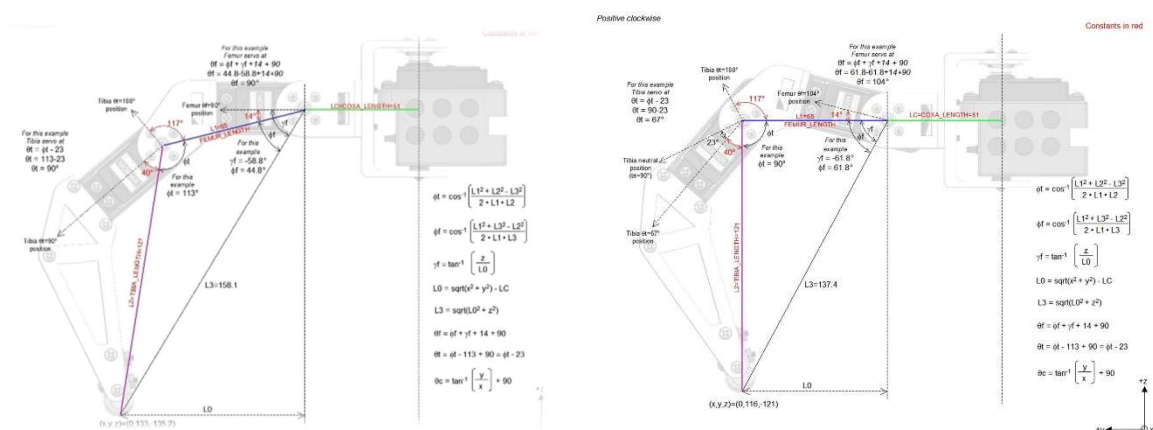 Constants in red
For this example
Femur servo at
θf = ϕf + γf +14 + 90
θf = 44.8-58.8+14+90
θf = 90°
Tibia θt=188°
position
Femur θf=90°
position
117°
14°
LC=COXA_LENGTH=51
L1=65
FEMUR_LENGTH
ϕf
γf
For this example
Tibia servo at
θt = ϕt - 23
θt = 113-23
θt = 90°
ϕt
40°
For this
example
ϕt = 113°
For this
example
γf = -58.8°
ϕf = 44.8°
Tibia θt=90°
position
L2=TIBIA_LENGTH=121
L3=158.1
ϕt = cos-1 [ L1² + L2² - L3² / 2 • L1 • L2 ]
ϕf = cos-1 [ L1² + L3² - L2² / 2 • L1 • L3 ]
γf = tan-1 [ z / L0 ]
L0 = sqrt(x² + y²) - LC
L3 = sqrt(L0² + z²)
θf = ϕf + γf + 14 + 90
θt = ϕt - 113 + 90 = ϕt - 23
θc = tan-1 [ y / x ] + 90
L0
(x,y,z)=(0,133,-135.2)
Positive clockwise
Constants in red
For this example
Femur servo at
θf = ϕf + γf +14 + 90
θf = 61.8-61.8+14+90
θf = 104°
Tibia θt=188°
position
For this example
Tibia servo at
θt = ϕt - 23
θt = 90-23
θt = 67°
117°
Femur θf=104°
position
14°
L1=65
FEMUR_LENGTH
LC=COXA_LENGTH=51
ϕf
γf
23°
40°
ϕt
For this
example
ϕt = 90°
For this
example
γf = -61.8°
ϕf = 61.8°
Tibia neutral
position
(θt=90°)
Tibia θt=67°
position
L2=TIBIA_LENGTH=121
L3=137.4
ϕt = cos-1 [ L1² + L2² - L3² / 2 • L1 • L2 ]
ϕf = cos-1 [ L1² + L3² - L2² / 2 • L1 • L3 ]
γf = tan-1 [ z / L0 ]
L0 = sqrt(x² + y²) - LC
L3 = sqrt(L0² + z²)
θf = ϕf + γf + 14 + 90
θt = ϕt - 113 + 90 = ϕt - 23
θc = tan-1 [ y / x ] + 90
L0
(x,y,z)=(0,116,-121)
+z
+y
x